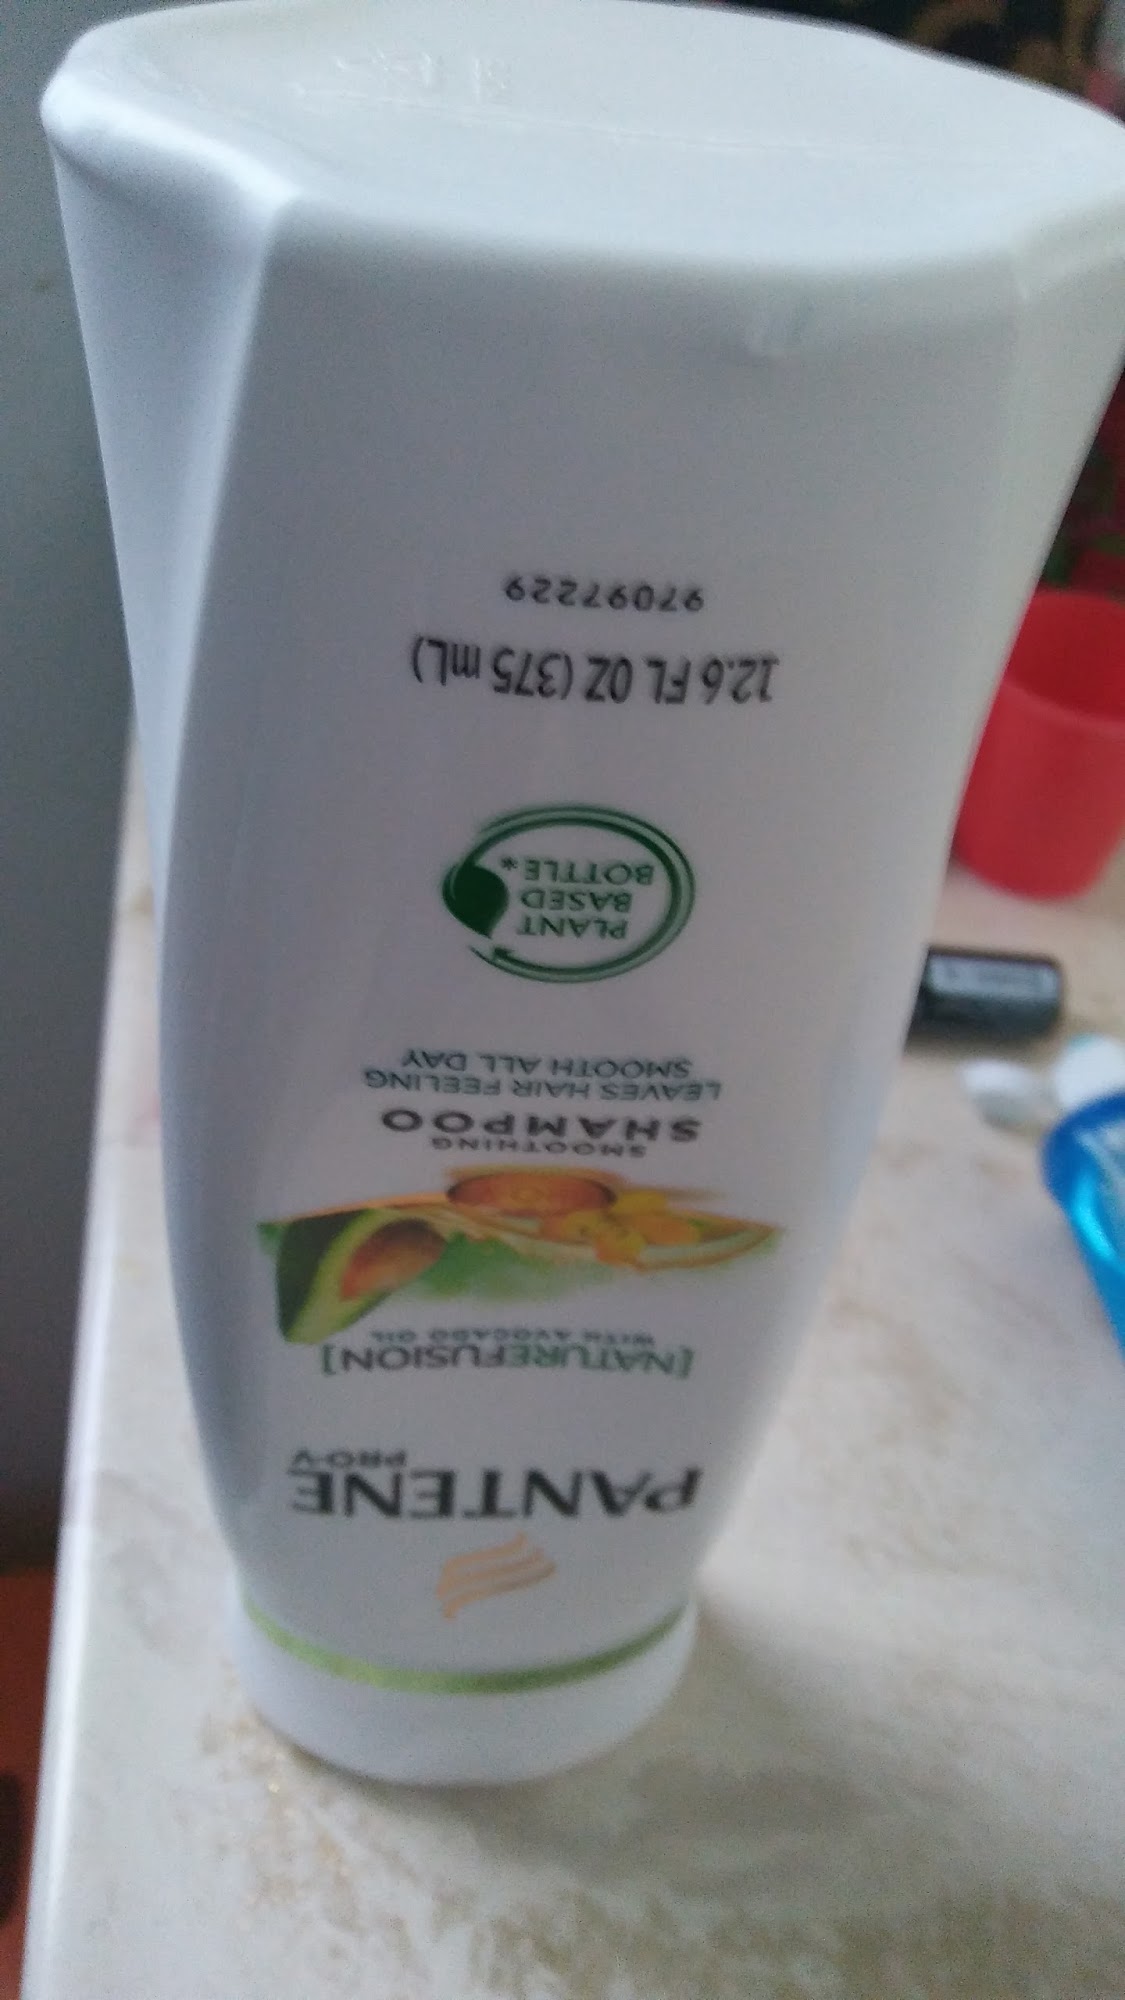 PANTENE
PRO-V
[NATUREFUSION]
WITH AVOCADO OIL
SMOOTHING
SHAMPOO
LEAVES HAIR FEELING
SMOOTH ALL DAY
PLANT
BASED
BOTTLE*
12.6 FL OZ (375 mL)
97097229